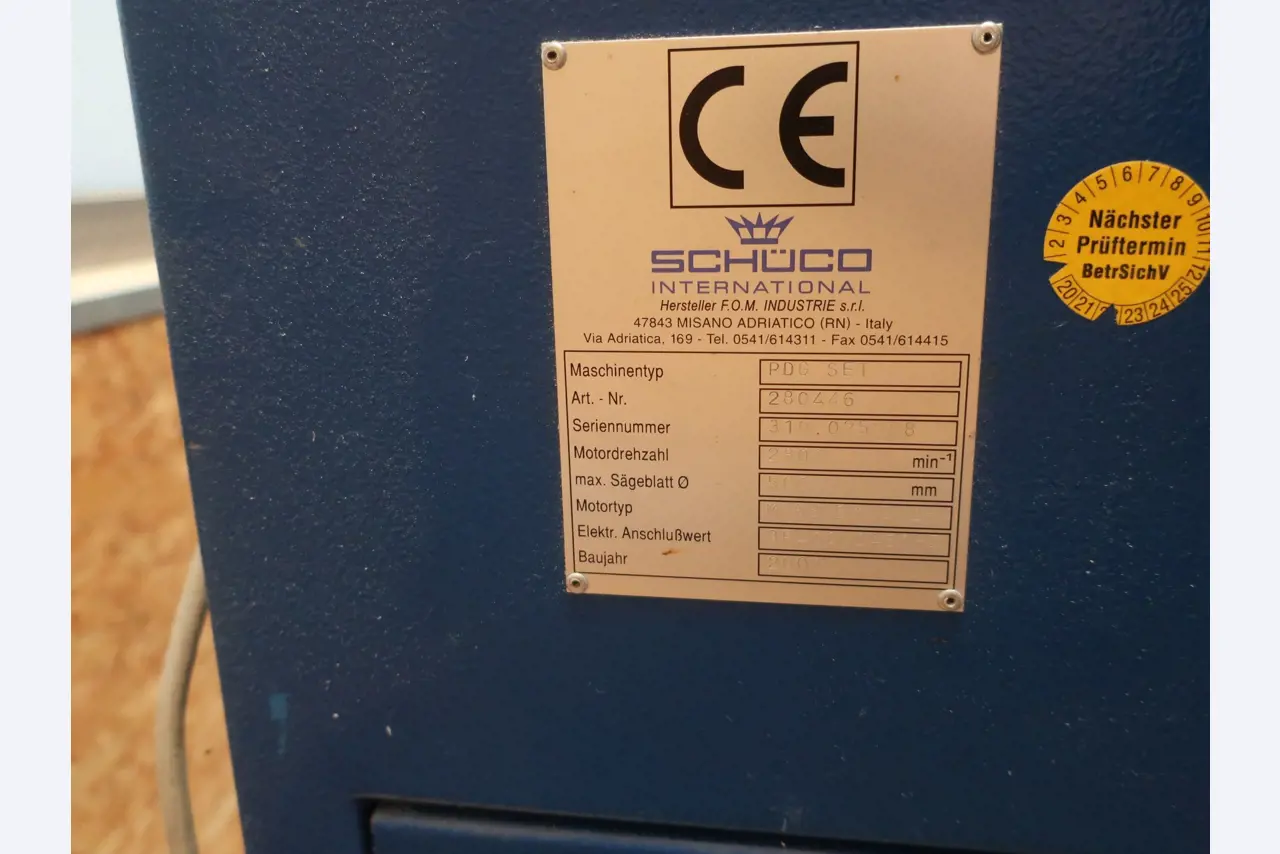 CE
SCHÜCO
INTERNATIONAL
Hersteller F.O.M. INDUSTRIE s.r.l.
47843 MISANO ADRIATICO (RN) - Italy
Via Adriatica, 169 - Tel. 0541/614311 - Fax 0541/614415
Maschinentyp PDG SET
Art. - Nr. 280446
Seriennummer
Motordrehzahl min⁻¹
max. Sägeblatt Ø mm
Motortyp
Elektr. Anschlußwert
Baujahr
2 3 4 5 6 7 8 9 10 11 12
Nächster
Prüftermin
BetrSichV
20 21 23 24 25